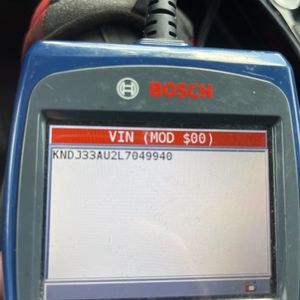 BOSCH
VIN (MOD $00)
KNDJ33AU2L7049940